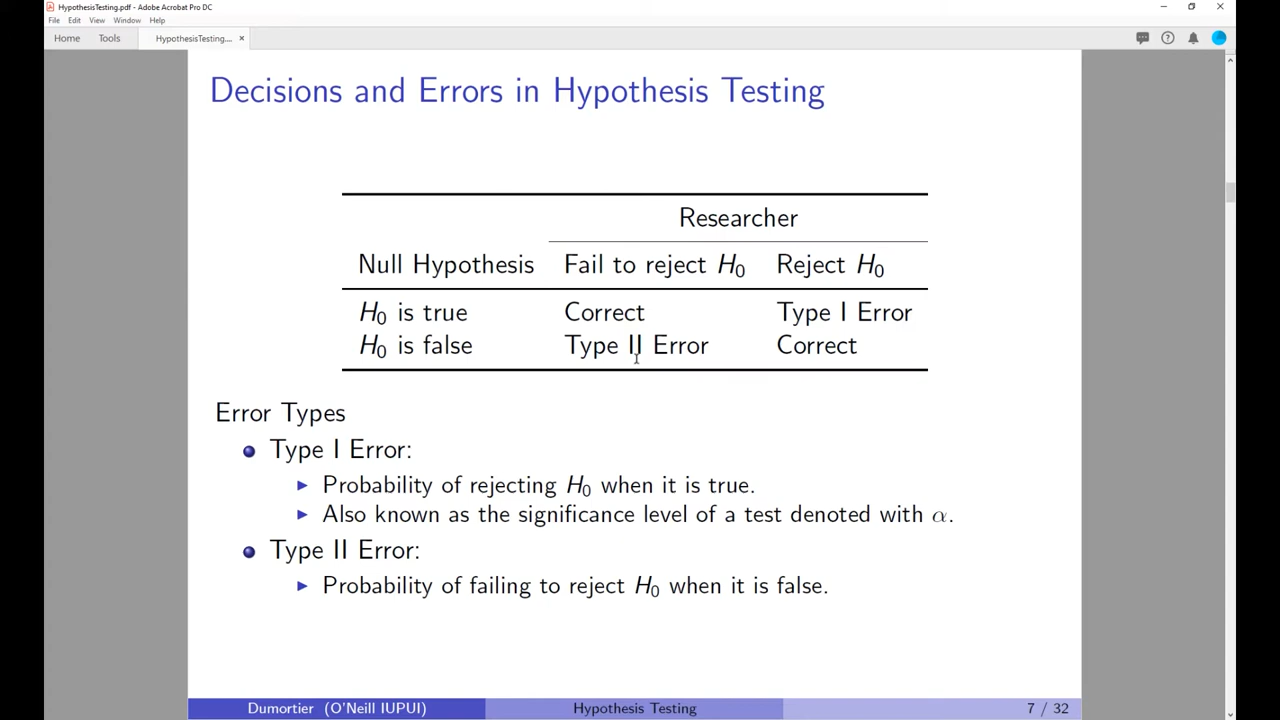 HypothesisTesting.pdf - Adobe Acrobat Pro DC
File Edit View Window Help
Home Tools HypothesisTesting....
Decisions and Errors in Hypothesis Testing
Researcher
Null Hypothesis Fail to reject H₀ Reject H₀
H₀ is true Correct Type I Error
H₀ is false Type II Error Correct
Error Types
Type I Error:
Probability of rejecting H₀ when it is true.
Also known as the significance level of a test denoted with α.
Type II Error:
Probability of failing to reject H₀ when it is false.
Dumortier (O'Neill IUPUI) Hypothesis Testing 7 / 32